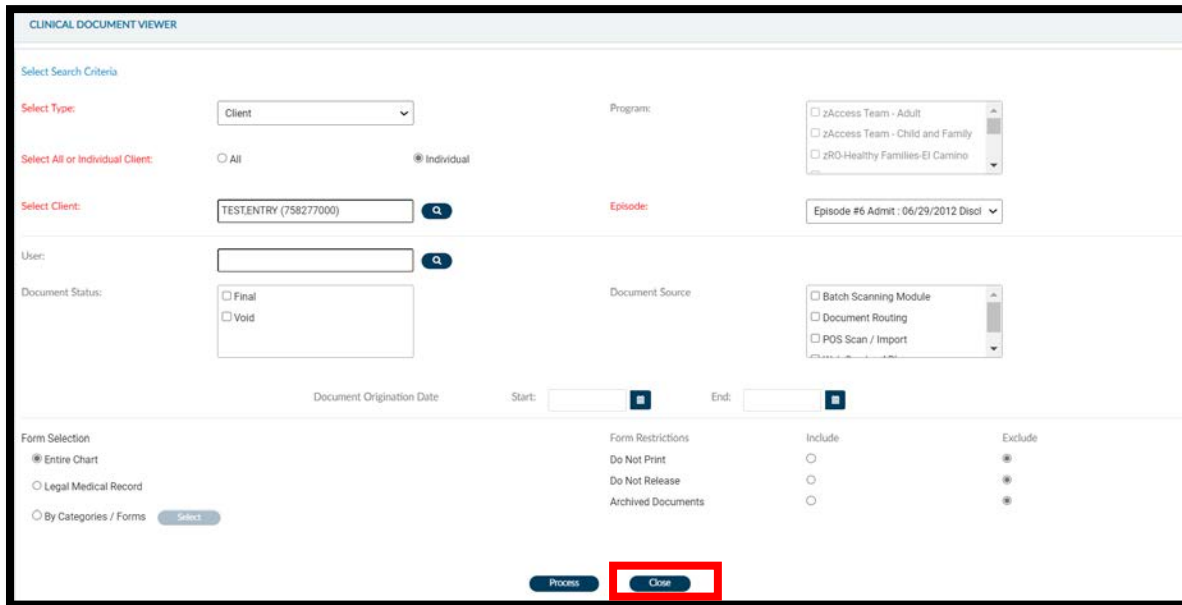 CLINICAL DOCUMENT VIEWER
Select Search Criteria
Select Type:
Client
Program:
zAccess Team - Adult
zAccess Team - Child and Family
zRO-Healthy Families-El Camino
Select All or Individual Client:
All
Individual
Select Client:
TEST,ENTRY (758277000)
Episode:
Episode #6 Admit : 06/29/2012 Discl
User:
Document Status:
Final
Void
Document Source
Batch Scanning Module
Document Routing
POS Scan / Import
Document Origination Date
Start:
End:
Form Selection
Entire Chart
Legal Medical Record
By Categories / Forms
Select
Form Restrictions
Include
Exclude
Do Not Print
Do Not Release
Archived Documents
Process
Close